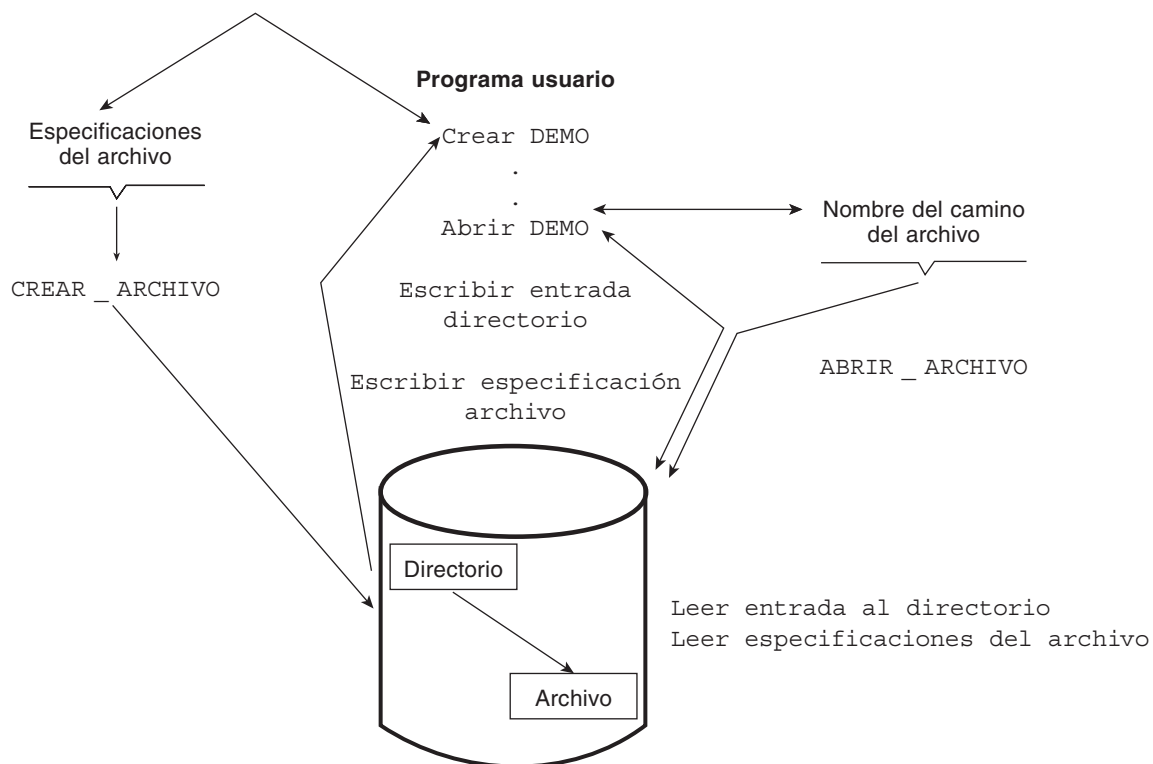 Programa usuario
Especificaciones
del archivo
Crear DEMO
.
.
Abrir DEMO
Nombre del camino
del archivo
CREAR _ ARCHIVO
Escribir entrada
directorio
ABRIR _ ARCHIVO
Escribir especificación
archivo
Directorio
Archivo
Leer entrada al directorio
Leer especificaciones del archivo